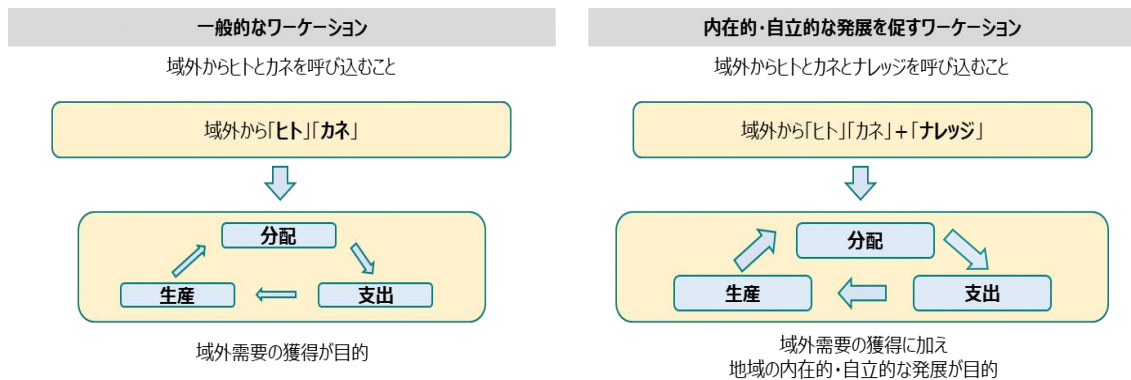 一般的なワーケーション
域外からヒトとカネを呼び込むこと
域外から「ヒト」「カネ」
分配
生産
支出
域外需要の獲得が目的
内在的・自立的な発展を促すワーケーション
域外からヒトとカネとナレッジを呼び込むこと
域外から「ヒト」「カネ」+「ナレッジ」
分配
生産
支出
域外需要の獲得に加え
地域の内在的・自立的な発展が目的